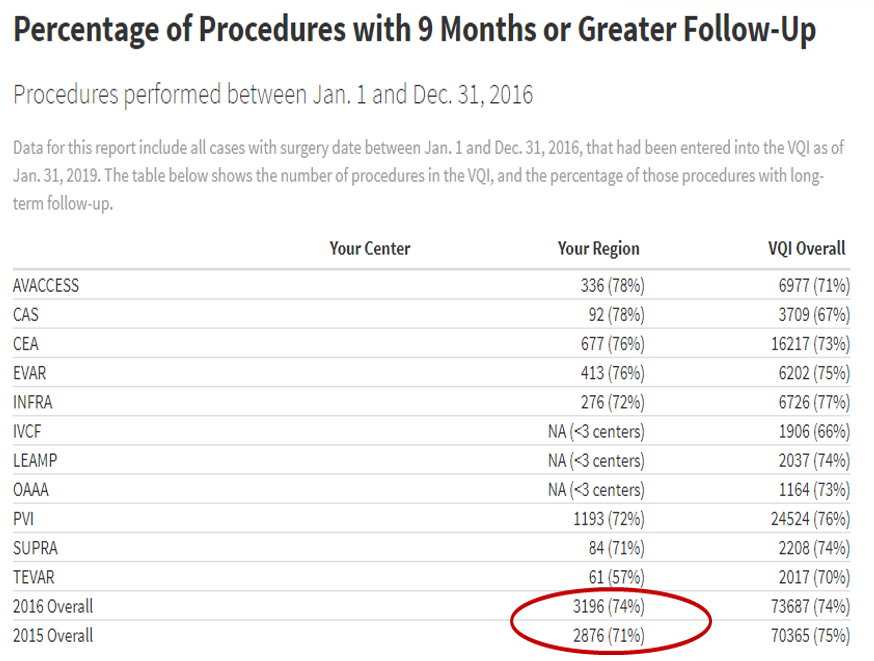 Percentage of Procedures with 9 Months or Greater Follow-Up
Procedures performed between Jan. 1 and Dec. 31, 2016
Data for this report include all cases with surgery date between Jan. 1 and Dec. 31, 2016, that had been entered into the VQI as of
Jan. 31, 2019. The table below shows the number of procedures in the VQI, and the percentage of those procedures with long-
term follow-up.
Your Center Your Region VQI Overall
AVACCESS 336 (78%) 6977 (71%)
CAS 92 (78%) 3709 (67%)
CEA 677 (76%) 16217 (73%)
EVAR 413 (76%) 6202 (75%)
INFRA 276 (72%) 6726 (77%)
IVCF NA (<3 centers) 1906 (66%)
LEAMP NA (<3 centers) 2037 (74%)
OAAA NA (<3 centers) 1164 (73%)
PVI 1193 (72%) 24524 (76%)
SUPRA 84 (71%) 2208 (74%)
TEVAR 61 (57%) 2017 (70%)
2016 Overall 3196 (74%) 73687 (74%)
2015 Overall 2876 (71%) 70365 (75%)